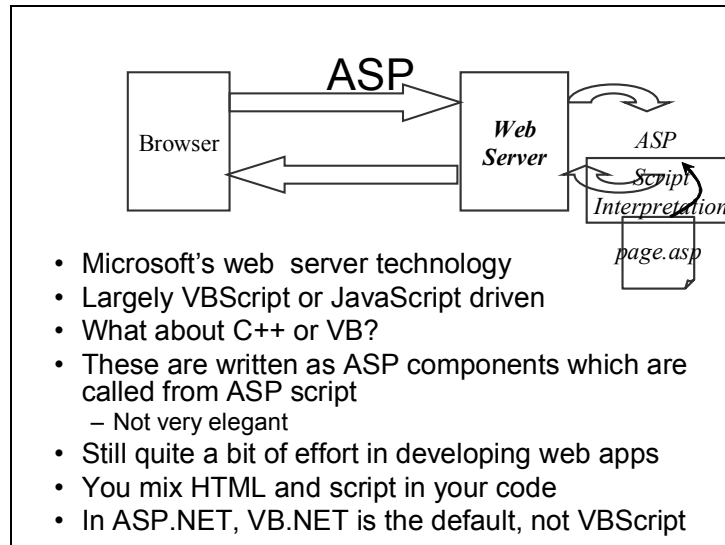 ASP
Browser
Web
Server
ASP
Script
Interpretation
page.asp
• Microsoft's web  server technology
• Largely VBScript or JavaScript driven
• What about C++ or VB?
• These are written as ASP components which are
called from ASP script
– Not very elegant
• Still quite a bit of effort in developing web apps
• You mix HTML and script in your code
• In ASP.NET, VB.NET is the default, not VBScript